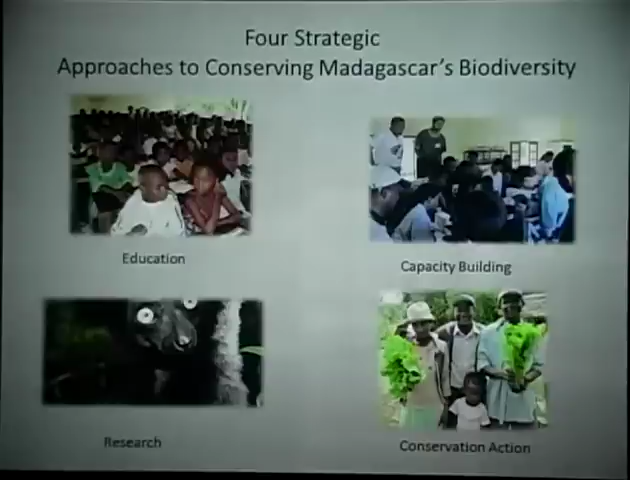 Four Strategic
Approaches to Conserving Madagascar's Biodiversity
Education
Capacity Building
Research
Conservation Action